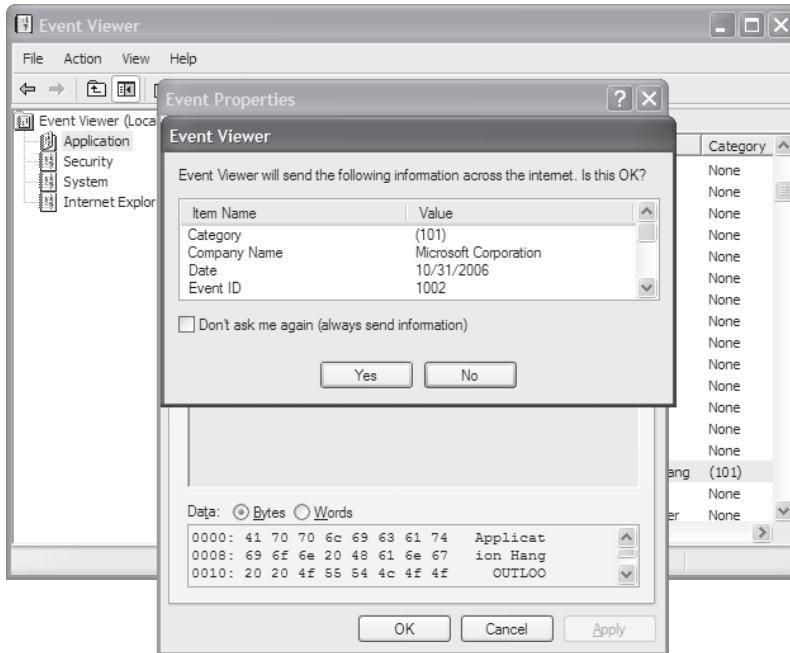 Event Viewer
File Action View Help
Event Properties
Event Viewer (Loca
Application
Security
System
Internet Explor
Event Viewer
Event Viewer will send the following information across the internet. Is this OK?
Item Name Value
Category (101)
Company Name Microsoft Corporation
Date 10/31/2006
Event ID 1002
Don't ask me again (always send information)
Yes No
Category
None
None
None
None
None
None
None
None
None
None
None
None
None
None
ang (101)
None
er None
Data: Bytes Words
0000: 41 70 70 6c 69 63 61 74 Applicat
0008: 69 6f 6e 20 48 61 6e 67 ion Hang
0010: 20 20 4f 55 54 4c 4f 4f OUTLOO
OK Cancel Apply